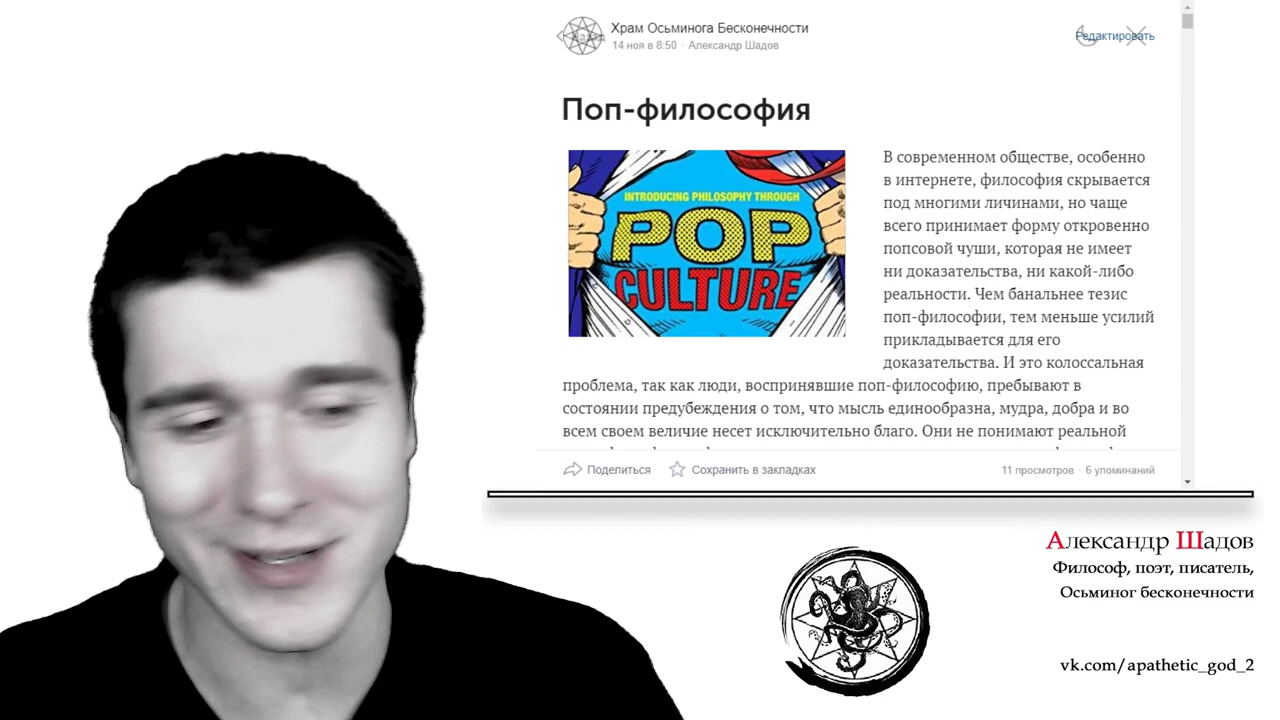 Храм Осьминога Бесконечности
14 ноя в 8:50 · Александр Шадов
Редактировать
Поп-философия
INTRODUCING PHILOSOPHY THROUGH
POP
CULTURE
В современном обществе, особенно
в интернете, философия скрывается
под многими личинами, но чаще
всего принимает форму откровенно
попсовой чуши, которая не имеет
ни доказательства, ни какой-либо
реальности. Чем банальнее тезис
поп-философии, тем меньше усилий
прикладывается для его
доказательства. И это колоссальная
проблема, так как люди, воспринявшие поп-философию, пребывают в
состоянии предубеждения о том, что мысль единообразна, мудра, добра и во
всем своем величие несет исключительно благо. Они не понимают реальной
Поделиться
Сохранить в закладках
11 просмотров · 6 упоминаний
Александр Шадов
Философ, поэт, писатель,
Осьминог бесконечности
vk.com/apathetic_god_2